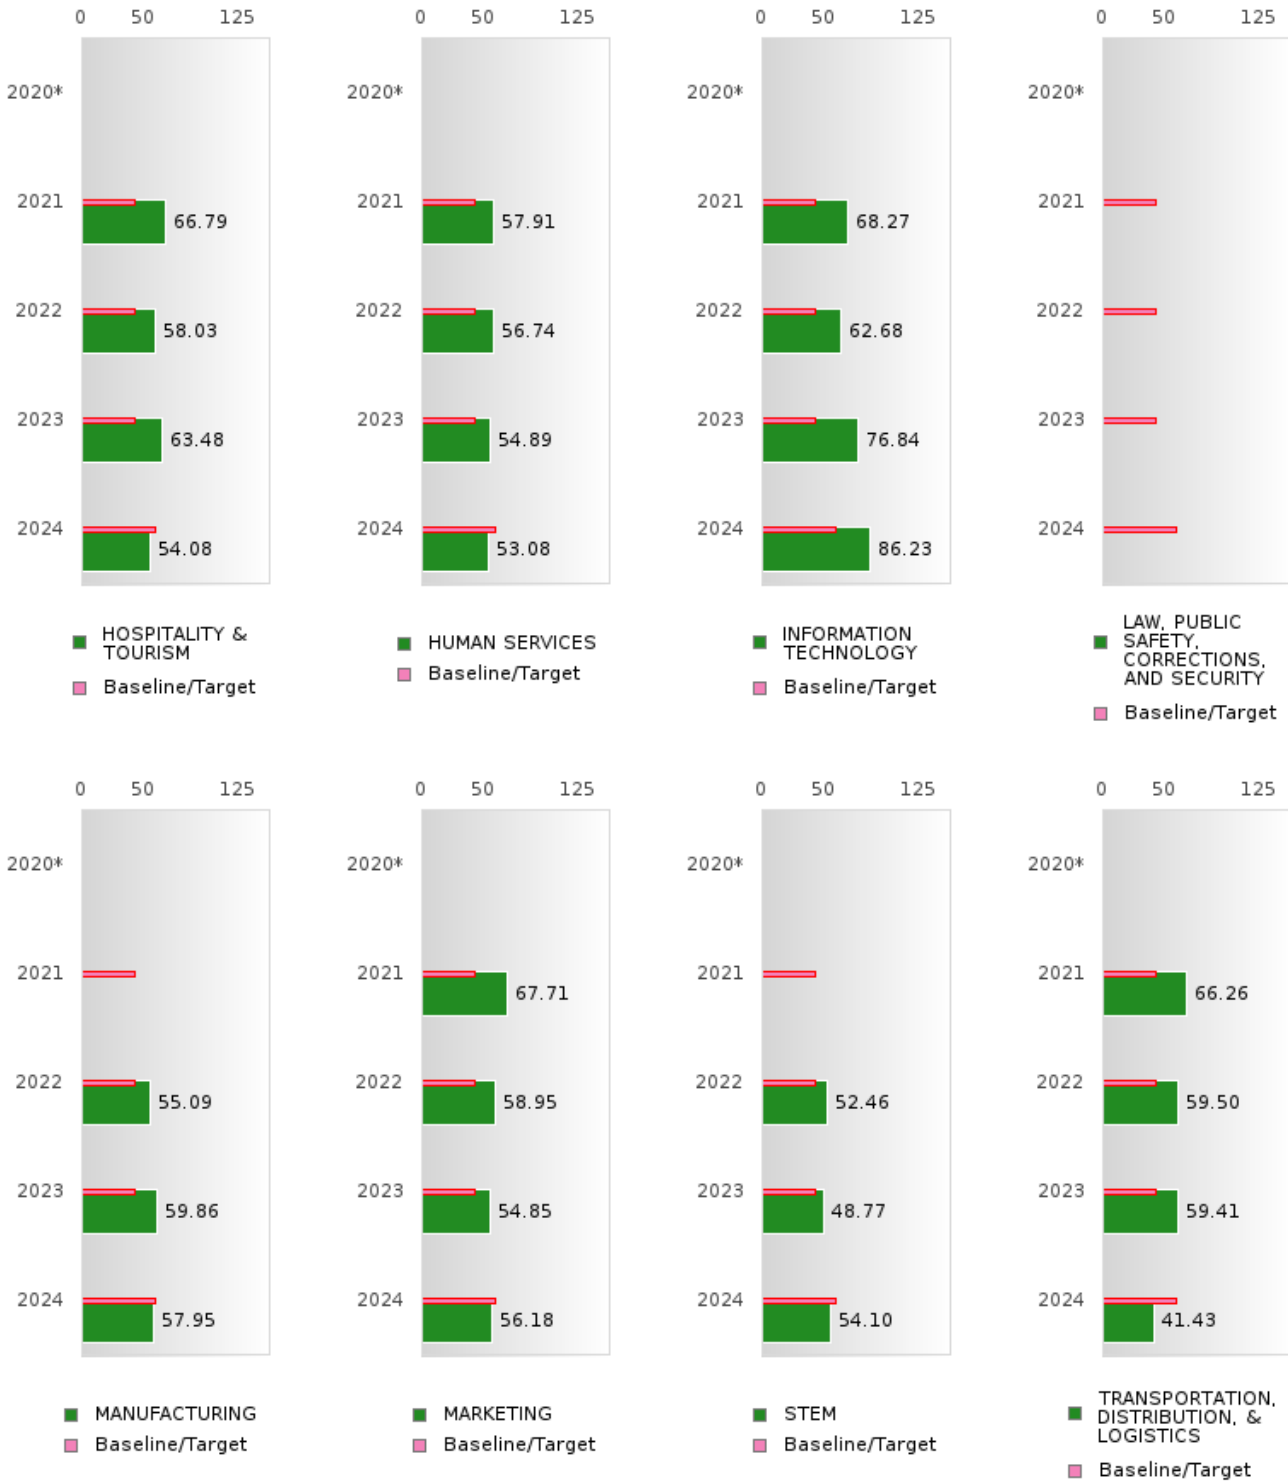 0 50 125
2020*
2021
66.79
2022
58.03
2023
63.48
2024
54.08
HOSPITALITY &
TOURISM
Baseline/Target
0 50 125
2020*
2021
57.91
2022
56.74
2023
54.89
2024
53.08
HUMAN SERVICES
Baseline/Target
0 50 125
2020*
2021
68.27
2022
62.68
2023
76.84
2024
86.23
INFORMATION
TECHNOLOGY
Baseline/Target
0 50 125
2020*
2021
2022
2023
2024
LAW, PUBLIC
SAFETY,
CORRECTIONS,
AND SECURITY
Baseline/Target
0 50 125
2020*
2021
2022
55.09
2023
59.86
2024
57.95
MANUFACTURING
Baseline/Target
0 50 125
2020*
2021
67.71
2022
58.95
2023
54.85
2024
56.18
MARKETING
Baseline/Target
0 50 125
2020*
2021
2022
52.46
2023
48.77
2024
54.10
STEM
Baseline/Target
0 50 125
2020*
2021
66.26
2022
59.50
2023
59.41
2024
41.43
TRANSPORTATION,
DISTRIBUTION, &
LOGISTICS
Baseline/Target